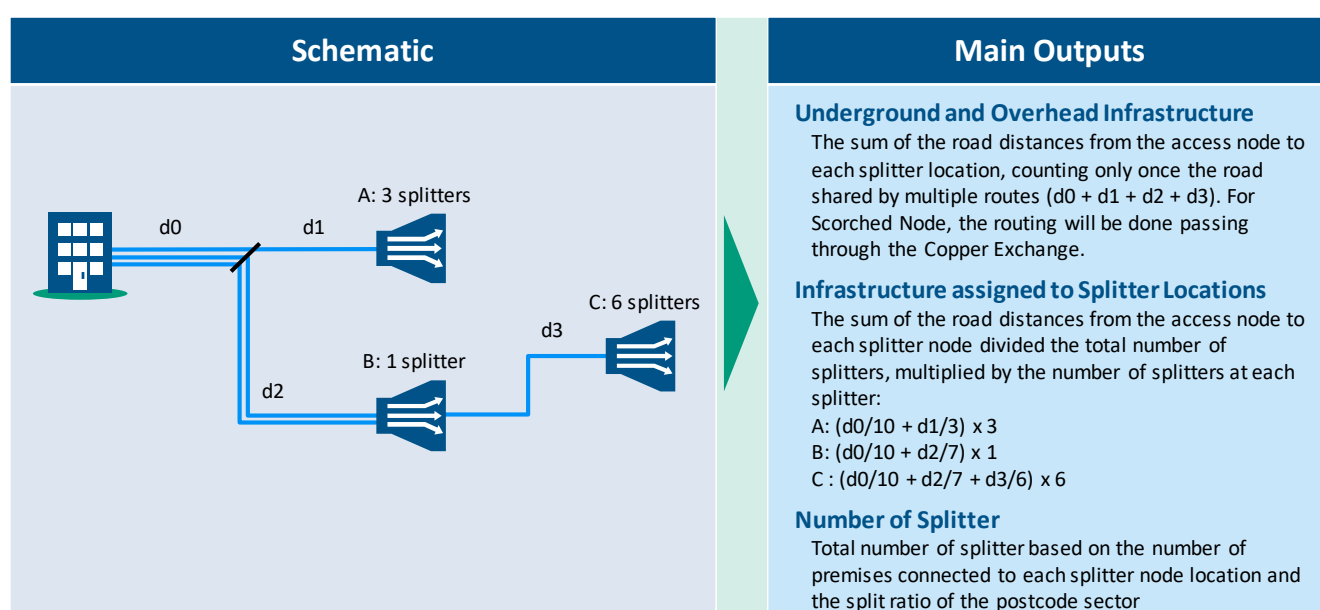 Schematic
Main Outputs
A: 3 splitters
d0
d1
C: 6 splitters
d3
B: 1 splitter
d2
Underground and Overhead Infrastructure
The sum of the road distances from the access node to
each splitter location, counting only once the road
shared by multiple routes (d0 + d1 + d2 + d3). For
Scorched Node, the routing will be done passing
through the Copper Exchange.
Infrastructure assigned to Splitter Locations
The sum of the road distances from the access node to
each splitter node divided the total number of
splitters, multiplied by the number of splitters at each
splitter:
A: (d0/10 + d1/3) x 3
B: (d0/10 + d2/7) x 1
C : (d0/10 + d2/7 + d3/6) x 6
Number of Splitter
Total number of splitter based on the number of
premises connected to each splitter node location and
the split ratio of the postcode sector